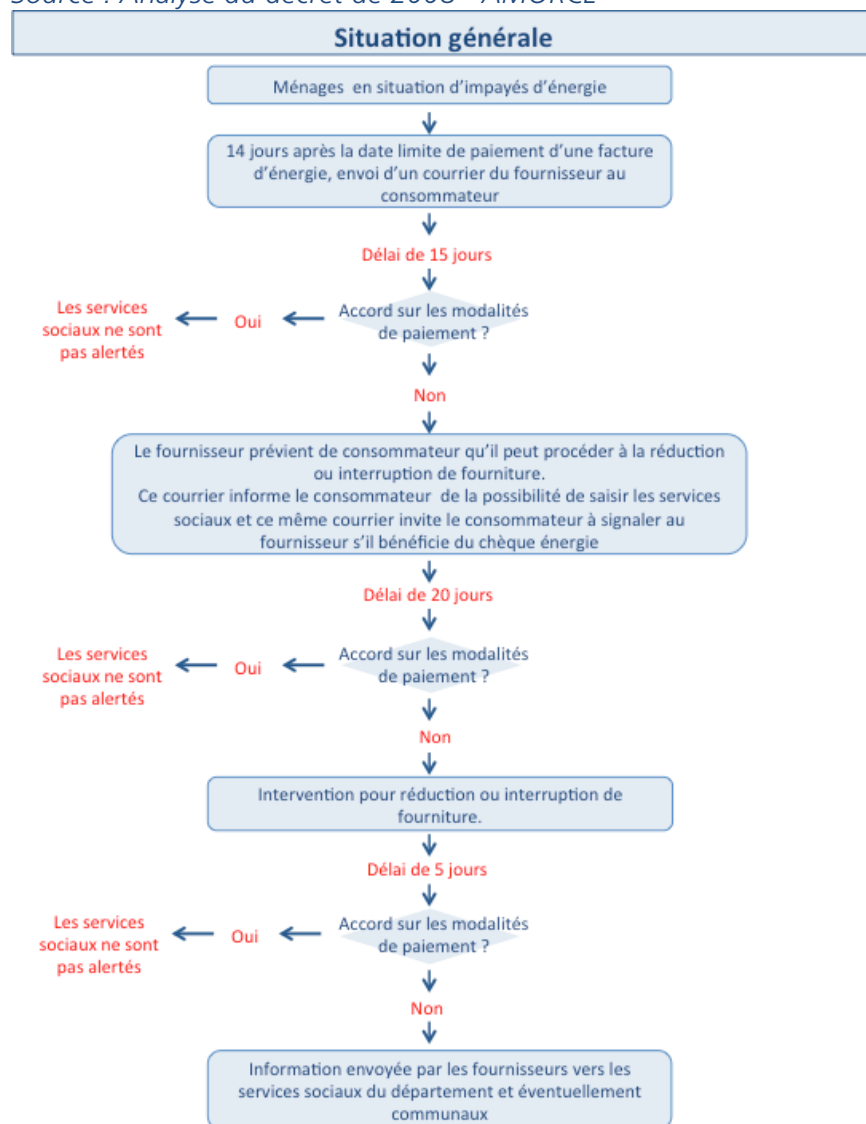 Source : Analyse du décret de 2008 - AMORCE
Situation générale
Ménages en situation d'impayés d'énergie
14 jours après la date limite de paiement d'une facture
d'énergie, envoi d'un courrier du fournisseur au
consommateur
Délai de 15 jours
Accord sur les modalités
de paiement ?
Oui
Les services
sociaux ne sont
pas alertés
Non
Le fournisseur prévient de consommateur qu'il peut procéder à la réduction
ou interruption de fourniture.
Ce courrier informe le consommateur de la possibilité de saisir les services
sociaux et ce même courrier invite le consommateur à signaler au
fournisseur s'il bénéficie du chèque énergie
Délai de 20 jours
Accord sur les modalités
de paiement ?
Oui
Les services
sociaux ne sont
pas alertés
Non
Intervention pour réduction ou interruption de
fourniture.
Délai de 5 jours
Accord sur les modalités
de paiement ?
Oui
Les services
sociaux ne sont
pas alertés
Non
Information envoyée par les fournisseurs vers les
services sociaux du département et éventuellement
communaux